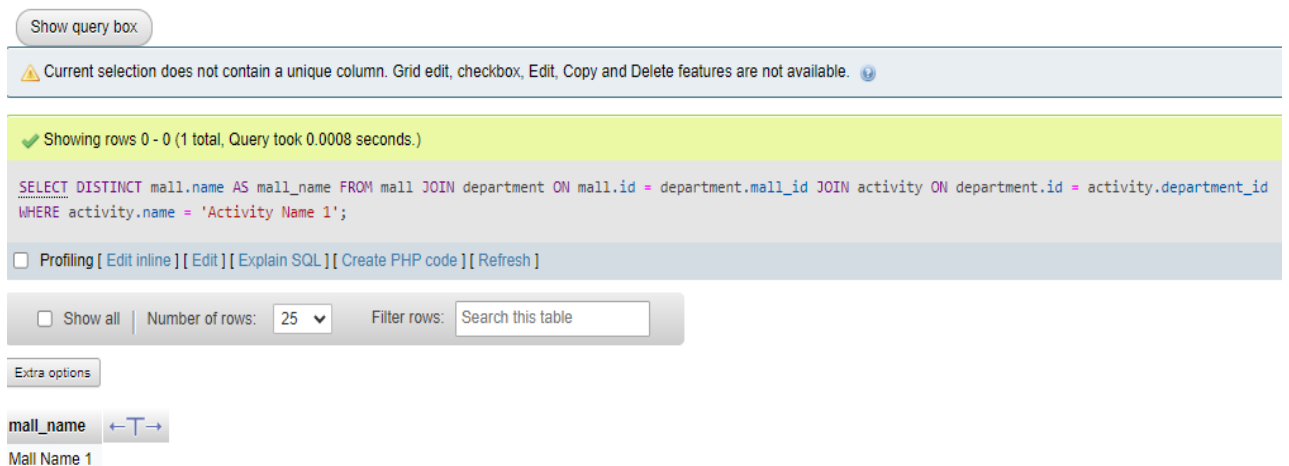 Show query box
Current selection does not contain a unique column. Grid edit, checkbox, Edit, Copy and Delete features are not available.
Showing rows 0 - 0 (1 total, Query took 0.0008 seconds.)
SELECT DISTINCT mall.name AS mall_name FROM mall JOIN department ON mall.id = department.mall_id JOIN activity ON department.id = activity.department_id
WHERE activity.name = 'Activity Name 1';
Profiling [ Edit inline ] [ Edit ] [ Explain SQL ] [ Create PHP code ] [ Refresh ]
Show all | Number of rows: 25 Filter rows: Search this table
Extra options
mall_name ←T→
Mall Name 1